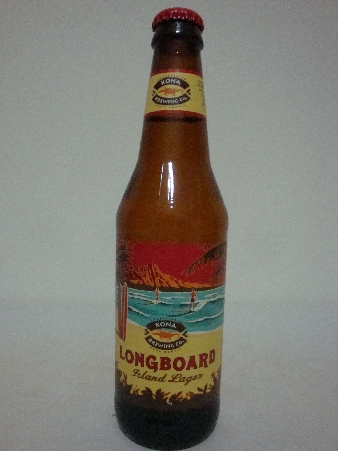 KONA
BREWING CO.
KONA
BREWING CO.
LONGBOARD
Island Lager